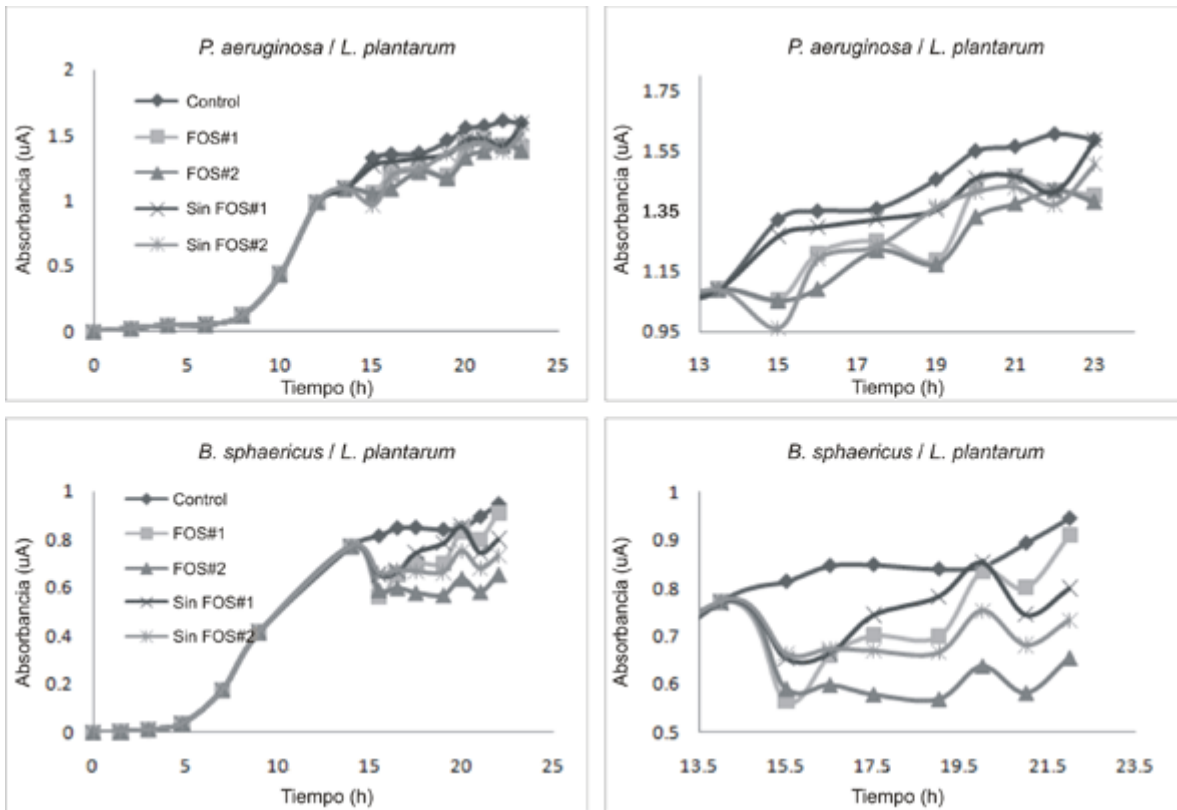 P. aeruginosa / L. plantarum
Absorbancia (uA)
2
1.5
1
0.5
0
Control
FOS#1
FOS#2
Sin FOS#1
Sin FOS#2
0 5 10 15 20 25
Tiempo (h)
P. aeruginosa / L. plantarum
Absorbancia (uA)
1.75
1.55
1.35
1.15
0.95
13 15 17 19 21 23
Tiempo (h)
B. sphaericus / L. plantarum
Absorbancia (uA)
1
0.8
0.6
0.4
0.2
0
Control
FOS#1
FOS#2
Sin FOS#1
Sin FOS#2
0 5 10 15 20 25
Tiempo (h)
B. sphaericus / L. plantarum
Absorbancia (uA)
1
0.9
0.8
0.7
0.6
0.5
13.5 15.5 17.5 19.5 21.5 23.5
Tiempo (h)